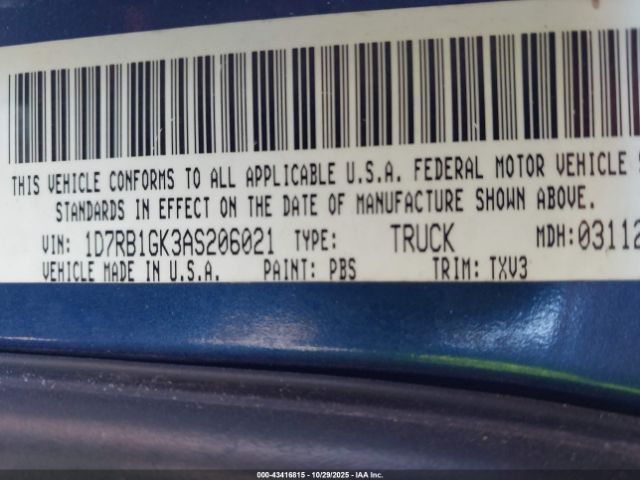 THIS VEHICLE CONFORMS TO ALL APPLICABLE U.S.A. FEDERAL MOTOR VEHICLE
STANDARDS IN EFFECT ON THE DATE OF MANUFACTURE SHOWN ABOVE.
VIN: 1D7RB1GK3AS206021 TYPE: TRUCK MDH:03112
VEHICLE MADE IN U.S.A. PAINT: PBS TRIM: TXV3
000-43416815 - 10/29/2025 - IAA Inc.